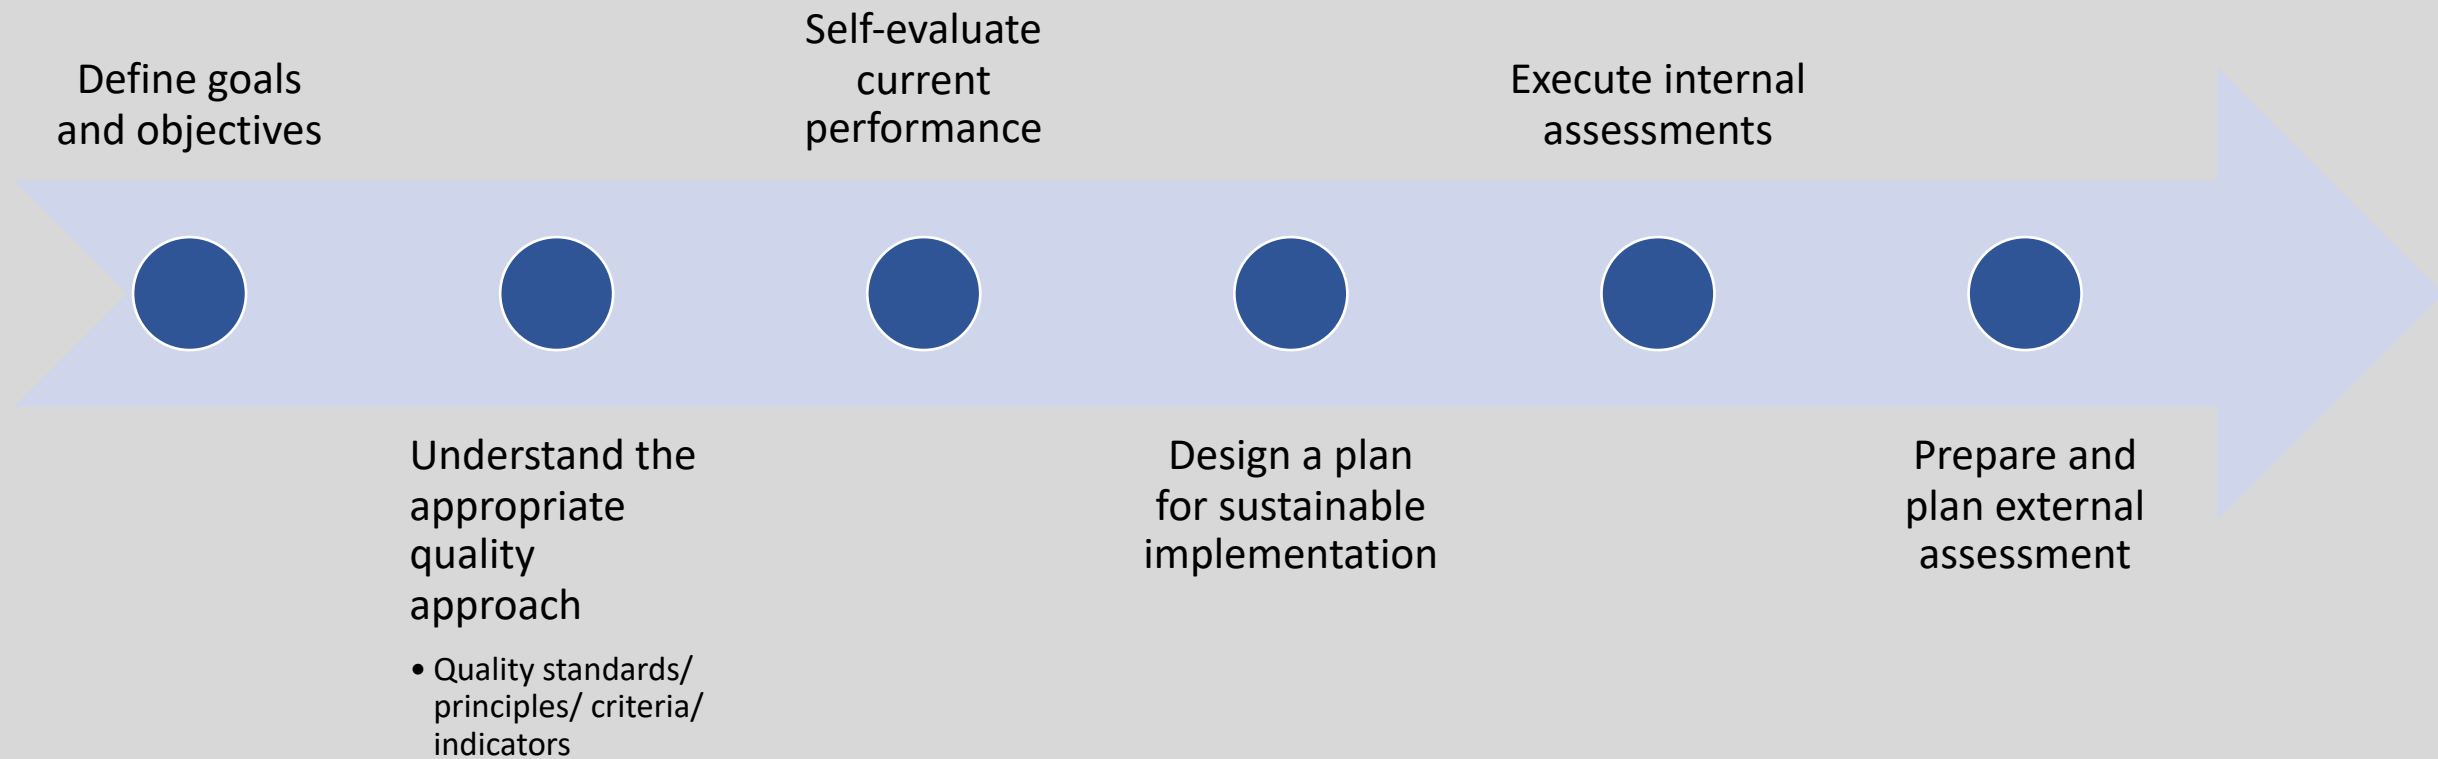 Define goals
and objectives
Understand the
appropriate
quality
approach
• Quality standards/
principles/ criteria/
indicators
Self-evaluate
current
performance
Design a plan
for sustainable
implementation
Execute internal
assessments
Prepare and
plan external
assessment